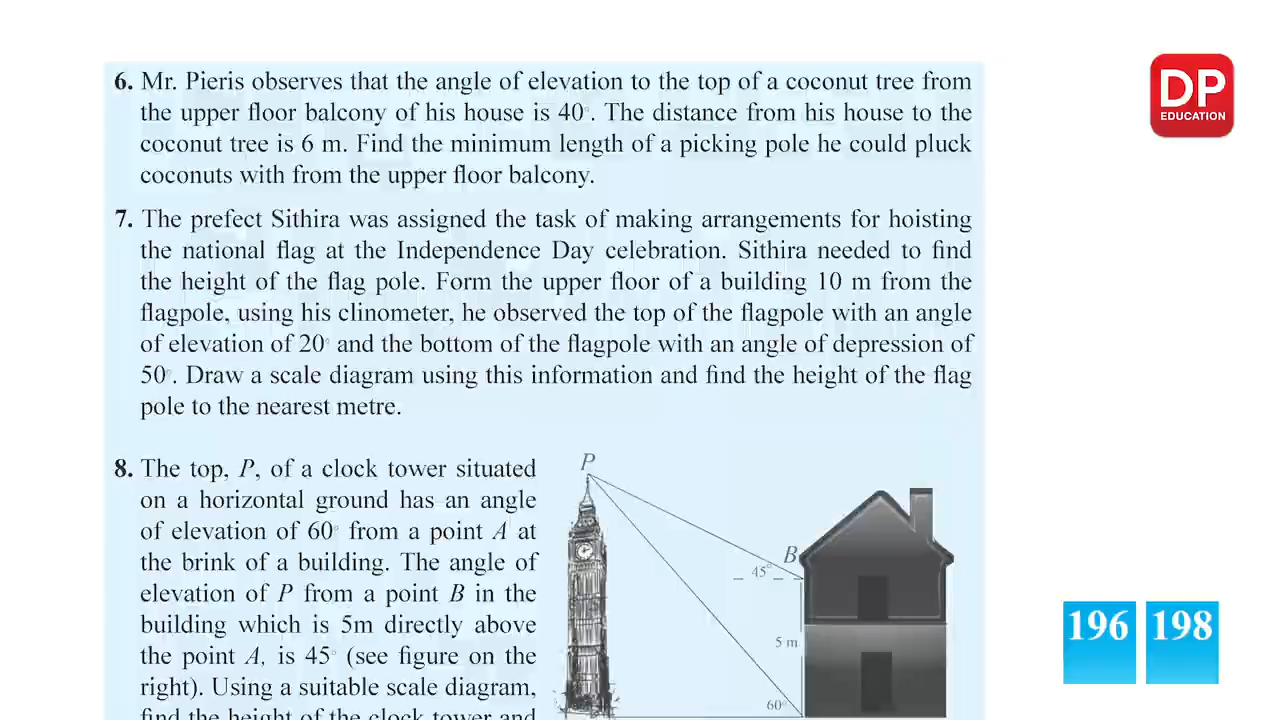 6. Mr. Pieris observes that the angle of elevation to the top of a coconut tree from
the upper floor balcony of his house is 40°. The distance from his house to the
coconut tree is 6 m. Find the minimum length of a picking pole he could pluck
coconuts with from the upper floor balcony.
7. The prefect Sithira was assigned the task of making arrangements for hoisting
the national flag at the Independence Day celebration. Sithira needed to find
the height of the flag pole. Form the upper floor of a building 10 m from the
flagpole, using his clinometer, he observed the top of the flagpole with an angle
of elevation of 20° and the bottom of the flagpole with an angle of depression of
50°. Draw a scale diagram using this information and find the height of the flag
pole to the nearest metre.
8. The top, P, of a clock tower situated
on a horizontal ground has an angle
of elevation of 60° from a point A at
the brink of a building. The angle of
elevation of P from a point B in the
building which is 5m directly above
the point A, is 45° (see figure on the
right). Using a suitable scale diagram,
find the height of the clock tower and
P
B
45°
5 m
60°
DP
EDUCATION
196 198